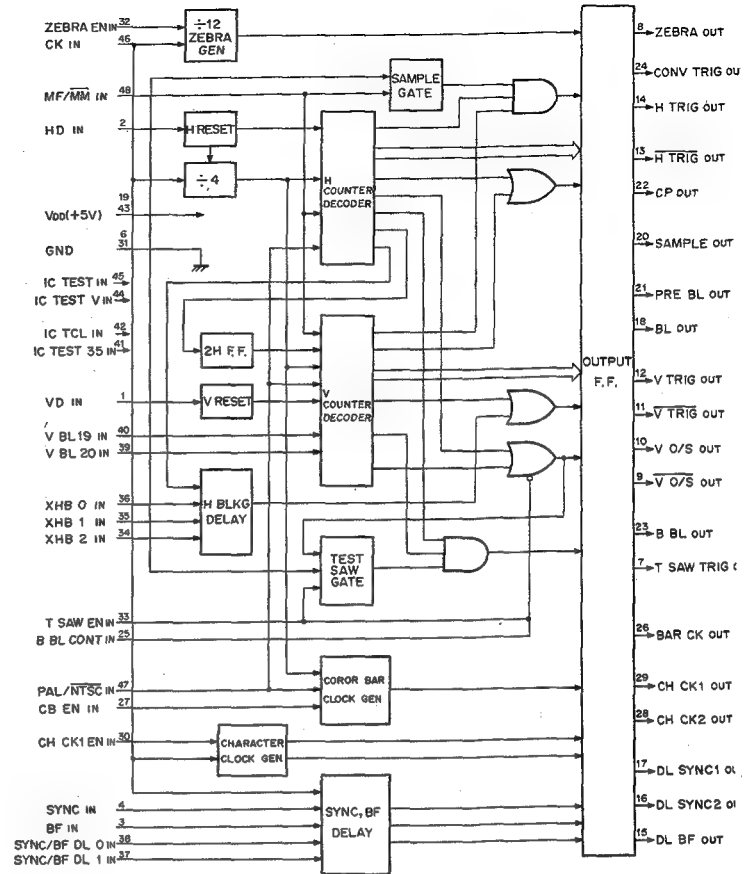 32
ZEBRA EN IN
46
CK IN
÷12
ZEBRA
GEN
48
MF/MM IN
2
HD IN
H RESET
÷4
SAMPLE
GATE
19
43
VDD(+5V)
6
31
GND
45
IC TEST IN
44
IC TEST V IN
42
IC TCL IN
41
IC TEST 35 IN
H
COUNTER
DECODER
2H F.F.
1
VD IN
V RESET
V
COUNTER
DECODER
40
V BL19 IN
39
V BL 20 IN
36
XHB 0 IN
35
XHB 1 IN
34
XHB 2 IN
H BLKG
DELAY
TEST
SAW
GATE
33
T SAW EN IN
25
B BL CONT IN
47
PAL/NTSC IN
27
CB EN IN
COROR BAR
CLOCK GEN
30
CH CK1 EN IN
CHARACTER
CLOCK GEN
4
SYNC IN
3
BF IN
38
SYNC/BF DL 0 IN
37
SYNC/BF DL 1 IN
SYNC, BF
DELAY
OUTPUT
F.F.
8
ZEBRA OUT
24
CONV TRIG OU
14
H TRIG OUT
13
H TRIG OUT
22
CP OUT
20
SAMPLE OUT
21
PRE BL OUT
18
BL OUT
12
V TRIG OUT
11
V TRIG OUT
10
V O/S OUT
9
V O/S OUT
23
B BL OUT
7
T SAW TRIG
26
BAR CK OUT
29
CH CK1 OUT
28
CH CK2 OUT
17
DL SYNC1
16
DL SYNC2
15
DL BF OUT